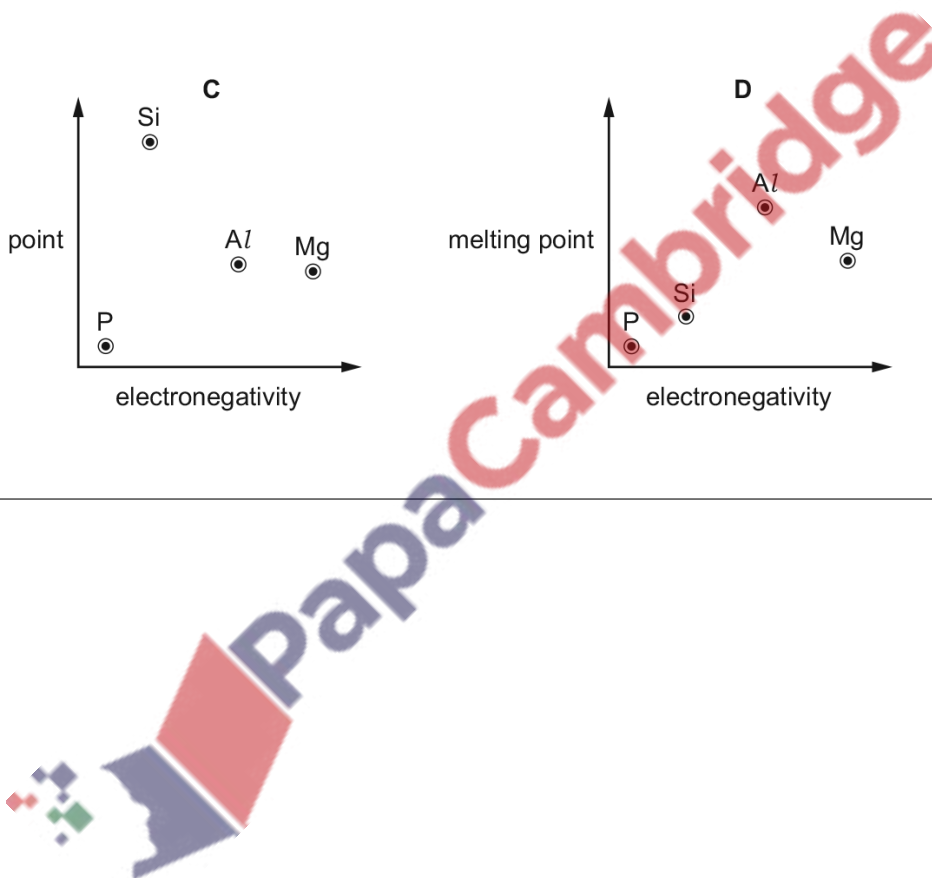 C
D
Si
Al
point
Al
Mg
melting point
Mg
Si
P
P
electronegativity
electronegativity
PapaCambridge